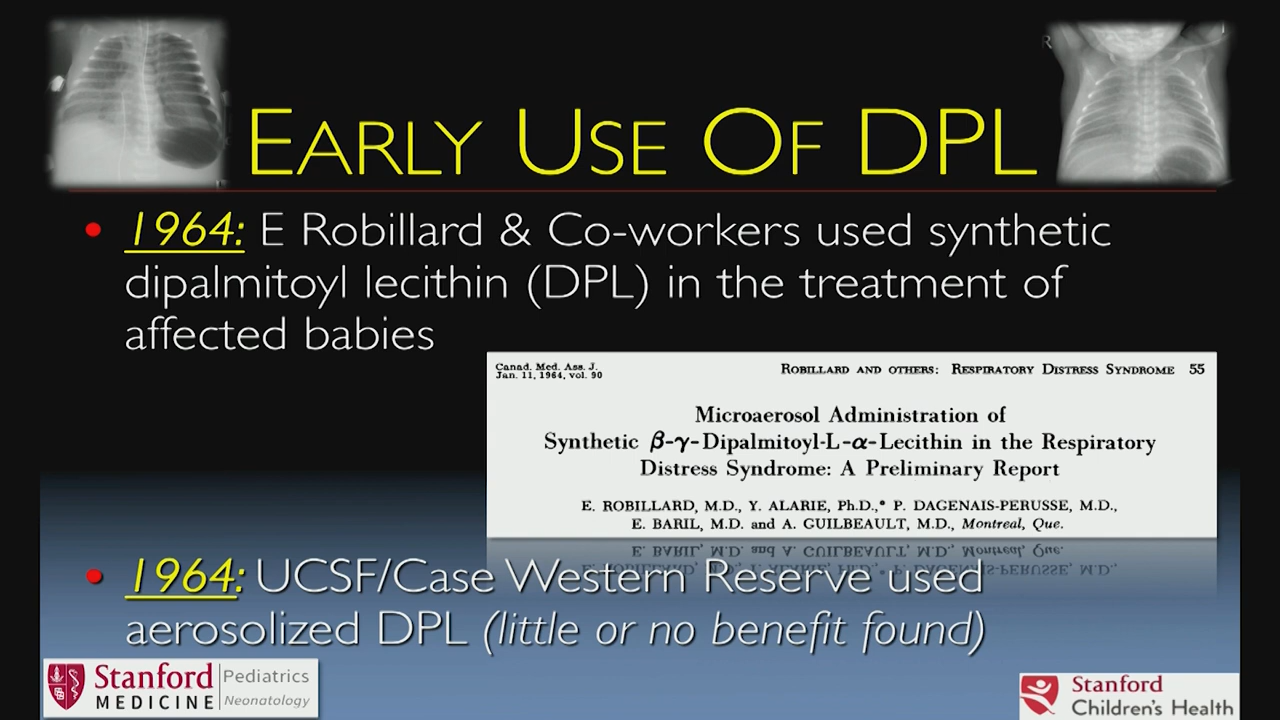 R
EARLY USE OF DPL
• 1964: E Robillard & Co-workers used synthetic
dipalmitoyl lecithin (DPL) in the treatment of
affected babies
Canad. Med. Ass. J.
Jan. 11, 1964, vol. 90
ROBILLARD AND OTHERS: RESPIRATORY DISTRESS SYNDROME 55
Microaerosol Administration of
Synthetic β-γ-Dipalmitoyl-L-α-Lecithin in the Respiratory
Distress Syndrome: A Preliminary Report
E. ROBILLARD, M.D., Y. ALARIE, Ph.D.,* P. DAGENAIS-PERUSSE, M.D.,
E. BARIL, M.D. and A. GUILBEAULT, M.D., Montreal, Que.
• 1964: UCSF/Case Western Reserve used
aerosolized DPL (little or no benefit found)
Stanford
MEDICINE
Pediatrics
Neonatology
Stanford
Children's Health